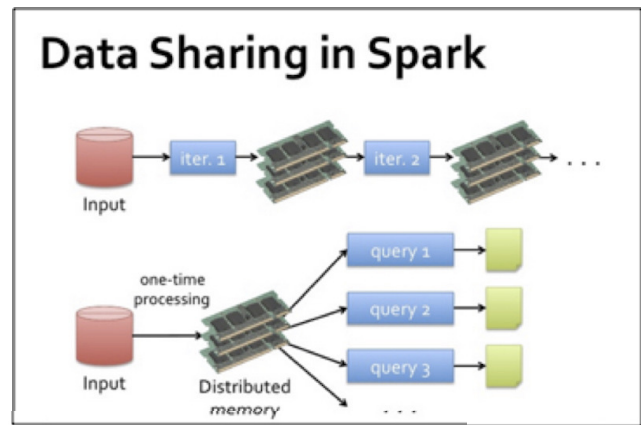 Data Sharing in Spark
iter. 1
iter. 2
. . .
Input
one-time
processing
query 1
query 2
query 3
Input
Distributed
memory
. . .